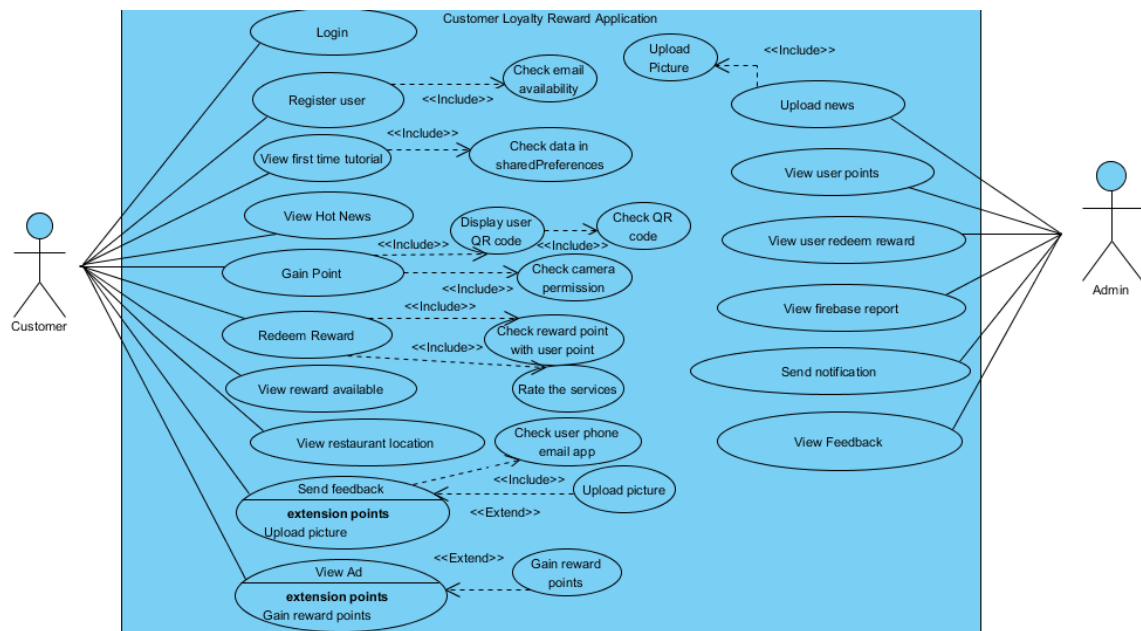 Customer Loyalty Reward Application
Login
Upload
Picture
<<Include>>
Check email
availability
Register user
<<Include>>
Upload news
<<Include>>
View first time tutorial
Check data in
sharedPreferences
View user points
View Hot News
Display user
QR code
Check QR
code
<<Include>>
<<Include>>
View user redeem reward
Gain Point
Check camera
permission
<<Include>>
Customer
Admin
<<Include>>
View firebase report
Redeem Reward
Check reward point
with user point
<<Include>>
View reward available
Rate the services
Send notification
View restaurant location
Check user phone
email app
View Feedback
Send feedback
<<Include>>
Upload picture
extension points
Upload picture
<<Extend>>
<<Extend>>
View Ad
Gain reward
points
extension points
Gain reward points